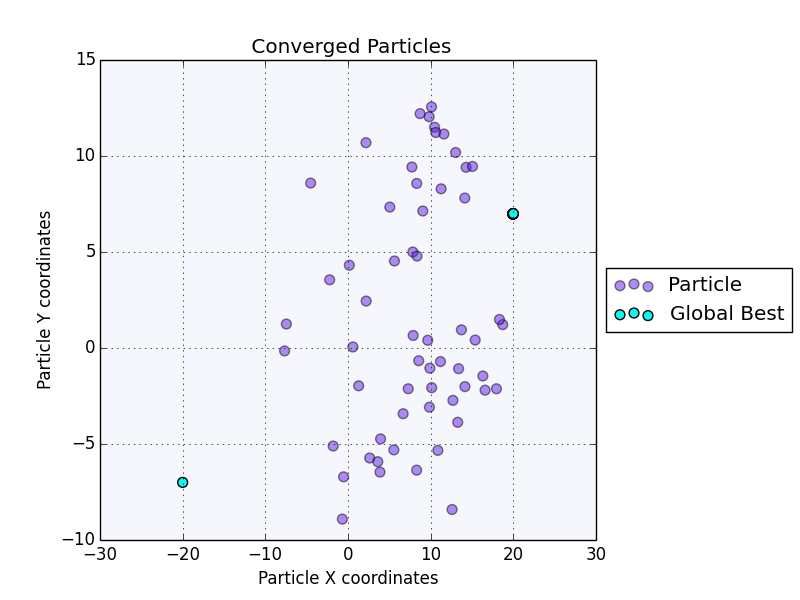 Converged Particles
15
10
5
0
−5
−10
−30
−20
−10
0
10
20
30
Particle Y coordinates
Particle X coordinates
Particle
Global Best